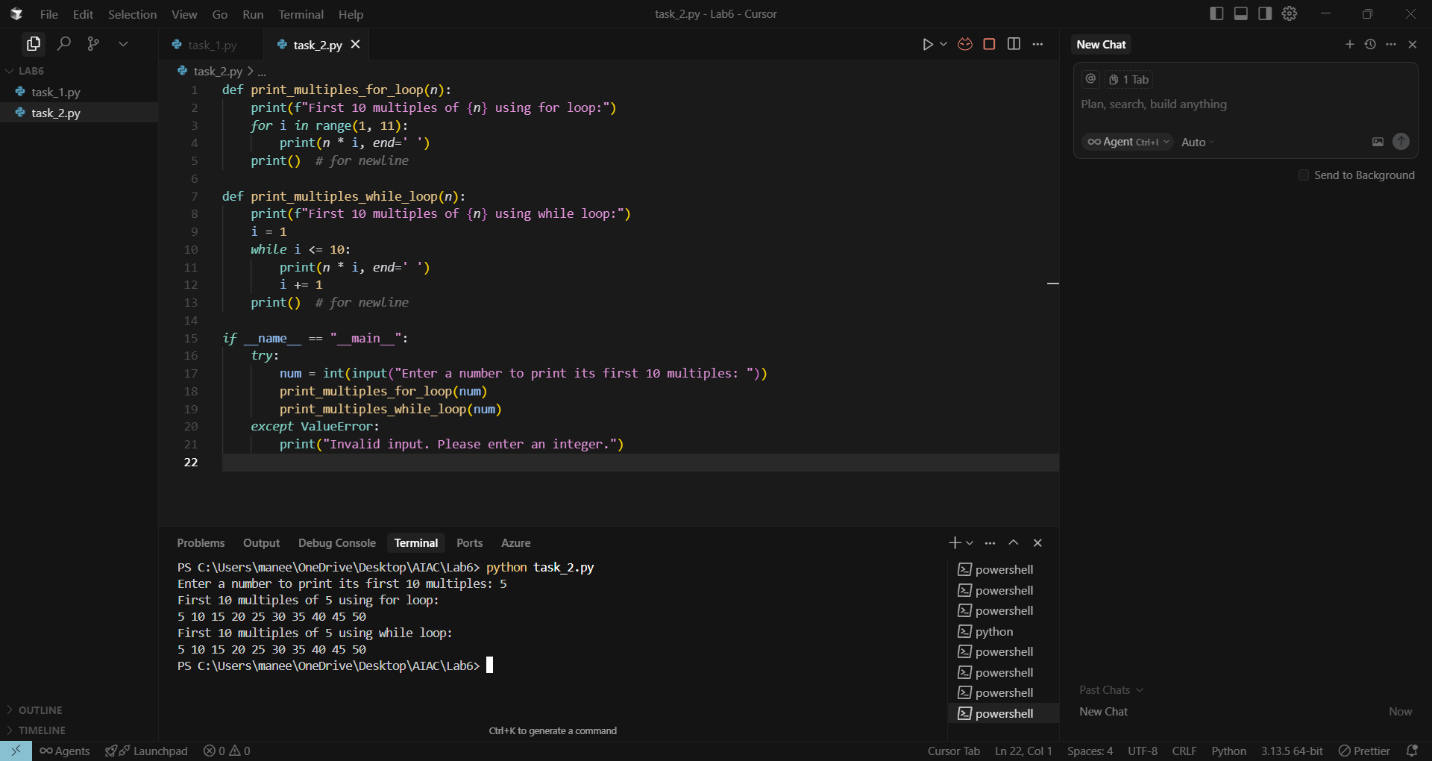 File Edit Selection View Go Run Terminal Help
task_2.py - Lab6 - Cursor
LAB6
task_1.py
task_2.py
task_1.py task_2.py
task_2.py > ...
1 def print_multiples_for_loop(n):
2 print(f"First 10 multiples of {n} using for loop:")
3 for i in range(1, 11):
4 print(n * i, end=' ')
5 print() # for newline
6
7 def print_multiples_while_loop(n):
8 print(f"First 10 multiples of {n} using while loop:")
9 i = 1
10 while i <= 10:
11 print(n * i, end=' ')
12 i += 1
13 print() # for newline
14
15 if __name__ == "__main__":
16 try:
17 num = int(input("Enter a number to print its first 10 multiples: "))
18 print_multiples_for_loop(num)
19 print_multiples_while_loop(num)
20 except ValueError:
21 print("Invalid input. Please enter an integer.")
22
Problems Output Debug Console Terminal Ports Azure
PS C:\Users\manee\OneDrive\Desktop\AIAC\Lab6> python task_2.py
Enter a number to print its first 10 multiples: 5
First 10 multiples of 5 using for loop:
5 10 15 20 25 30 35 40 45 50
First 10 multiples of 5 using while loop:
5 10 15 20 25 30 35 40 45 50
PS C:\Users\manee\OneDrive\Desktop\AIAC\Lab6>
Ctrl+K to generate a command
powershell
powershell
powershell
python
powershell
powershell
powershell
powershell
New Chat
@ 1 Tab
Plan, search, build anything
Agent Ctrl+I Auto
Send to Background
Past Chats
New Chat Now
OUTLINE
TIMELINE
Agents Launchpad 0 0
Cursor Tab Ln 22, Col 1 Spaces: 4 UTF-8 CRLF Python 3.13.5 64-bit Prettier